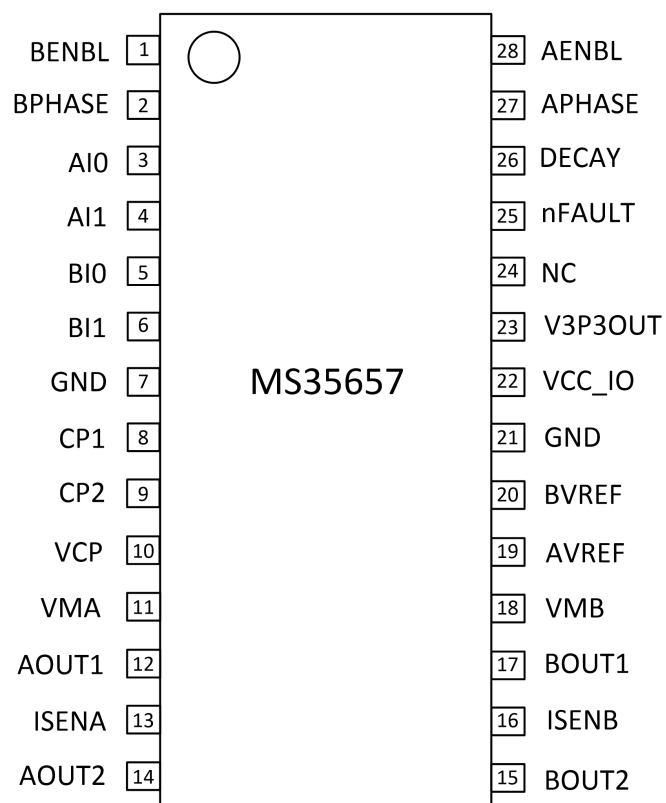 BENBL 1 28 AENBL
BPHASE 2 27 APHASE
AI0 3 26 DECAY
AI1 4 25 nFAULT
BI0 5 24 NC
BI1 6 23 V3P3OUT
GND 7 MS35657 22 VCC_IO
CP1 8 21 GND
CP2 9 20 BVREF
VCP 10 19 AVREF
VMA 11 18 VMB
AOUT1 12 17 BOUT1
ISENA 13 16 ISENB
AOUT2 14 15 BOUT2